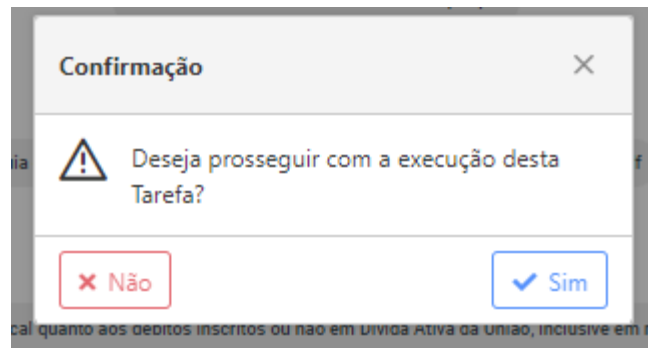 Confirmação
Deseja prosseguir com a execução desta
Tarefa?
Não
Sim
quanto aos débitos inscritos ou não em Dívida Ativa da União, inclusive em